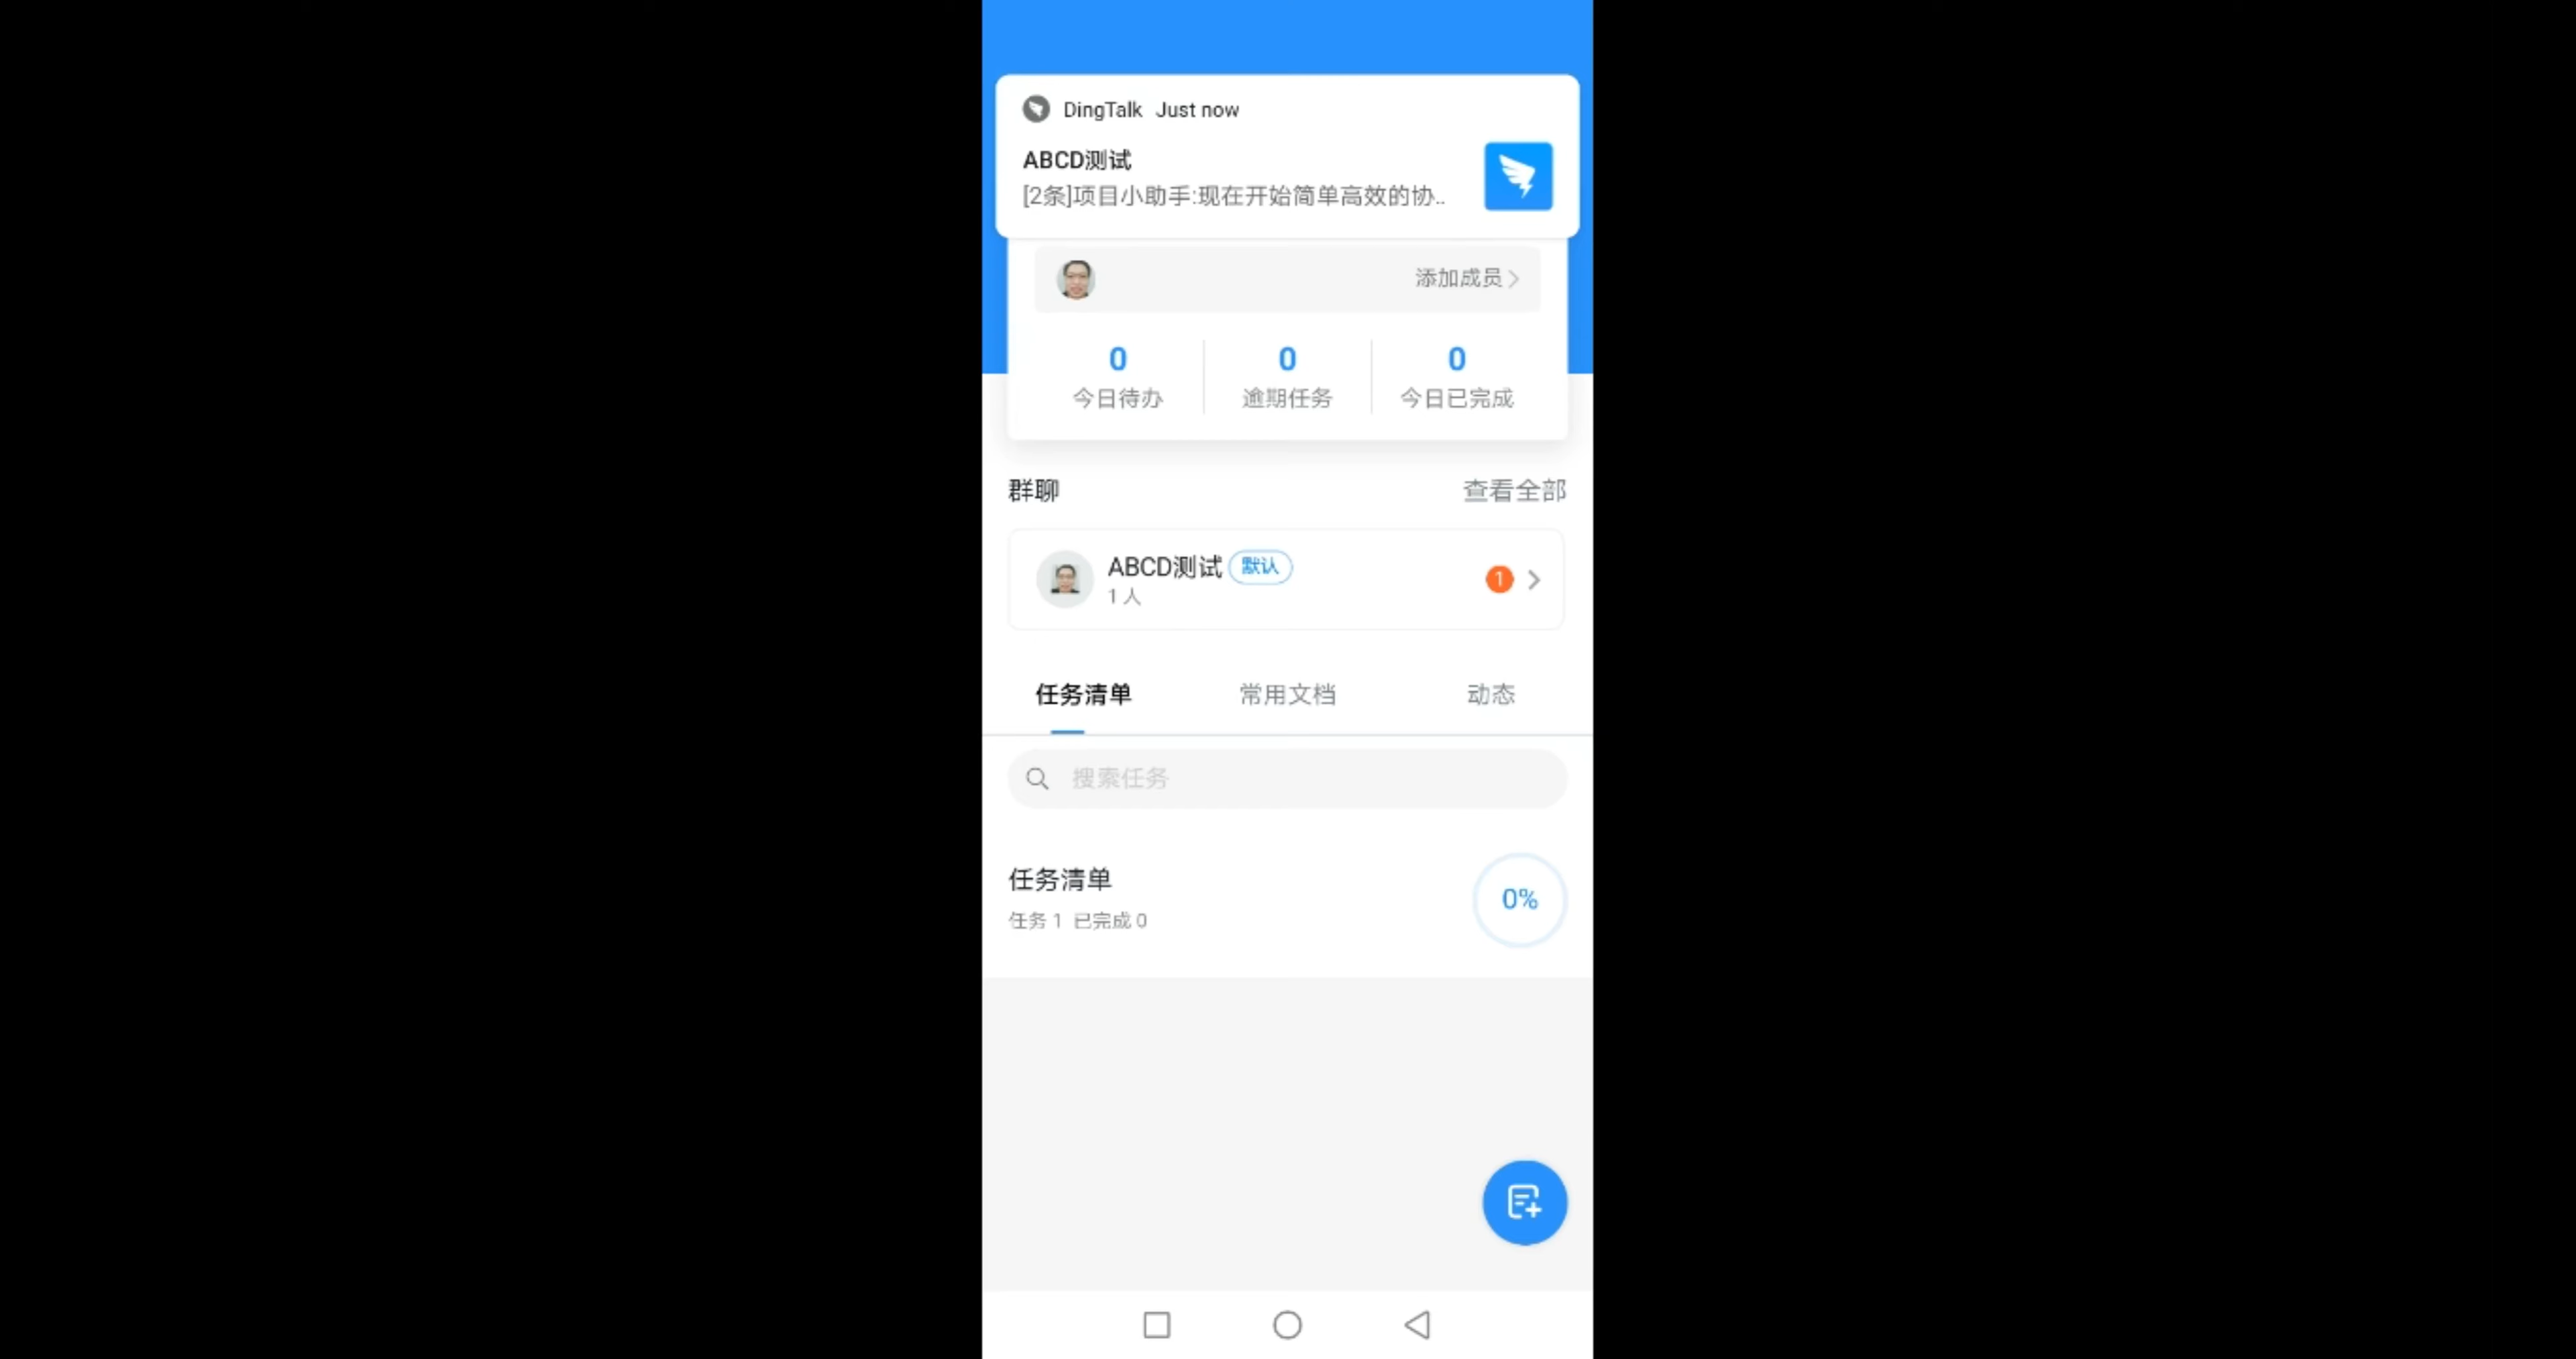 DingTalk Just now
ABCD测试
[2条]项目小助手:现在开始简单高效的协..
添加成员
0 0 0
今日待办 逾期任务 今日已完成
群聊 查看全部
ABCD测试 默认
1人
1
任务清单 常用文档 动态
搜索任务
任务清单
任务 1 已完成 0
0%